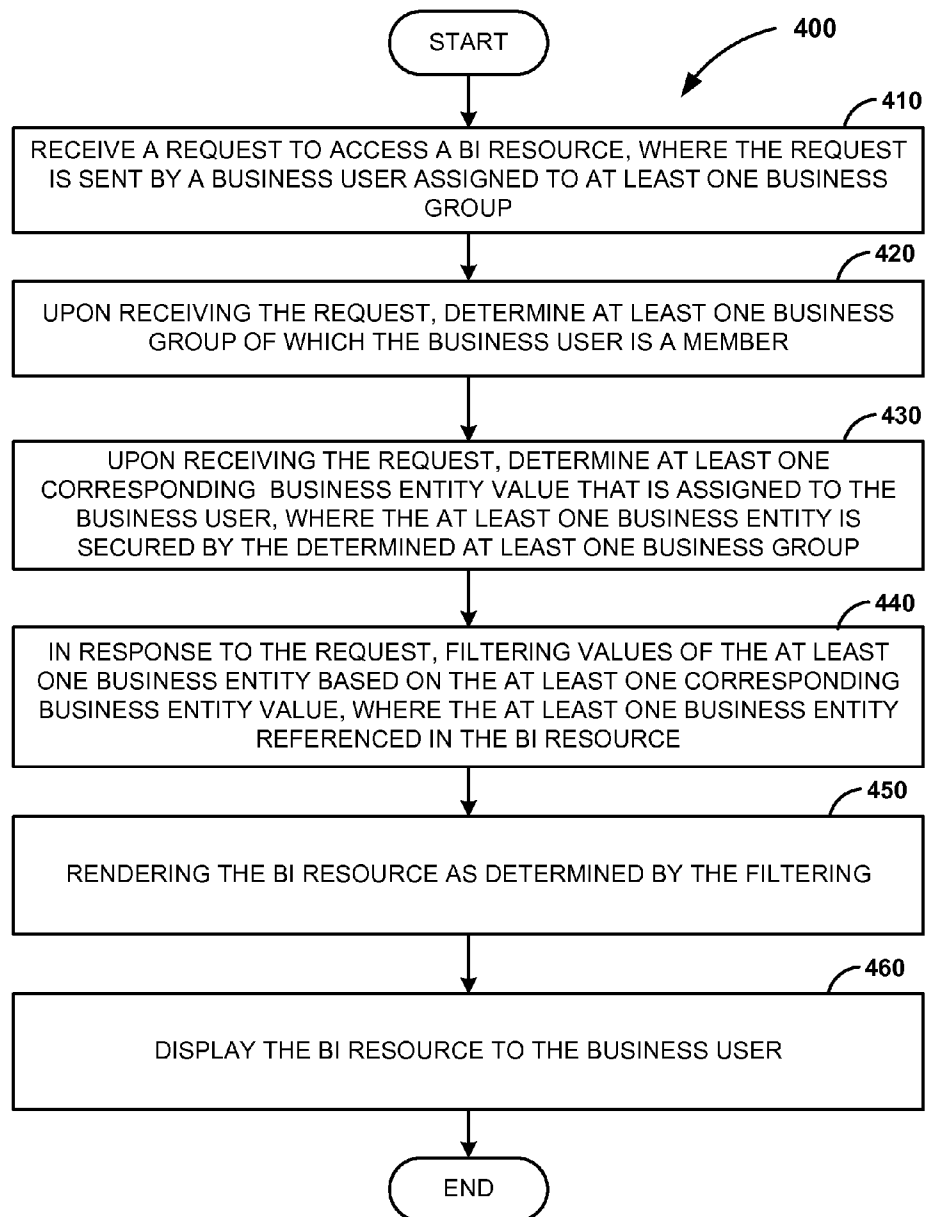 START
400
410
RECEIVE A REQUEST TO ACCESS A BI RESOURCE, WHERE THE REQUEST
IS SENT BY A BUSINESS USER ASSIGNED TO AT LEAST ONE BUSINESS
GROUP
420
UPON RECEIVING THE REQUEST, DETERMINE AT LEAST ONE BUSINESS
GROUP OF WHICH THE BUSINESS USER IS A MEMBER
430
UPON RECEIVING THE REQUEST, DETERMINE AT LEAST ONE
CORRESPONDING BUSINESS ENTITY VALUE THAT IS ASSIGNED TO THE
BUSINESS USER, WHERE THE AT LEAST ONE BUSINESS ENTITY IS
SECURED BY THE DETERMINED AT LEAST ONE BUSINESS GROUP
440
IN RESPONSE TO THE REQUEST, FILTERING VALUES OF THE AT LEAST
ONE BUSINESS ENTITY BASED ON THE AT LEAST ONE CORRESPONDING
BUSINESS ENTITY VALUE, WHERE THE AT LEAST ONE BUSINESS ENTITY
REFERENCED IN THE BI RESOURCE
450
RENDERING THE BI RESOURCE AS DETERMINED BY THE FILTERING
460
DISPLAY THE BI RESOURCE TO THE BUSINESS USER
END